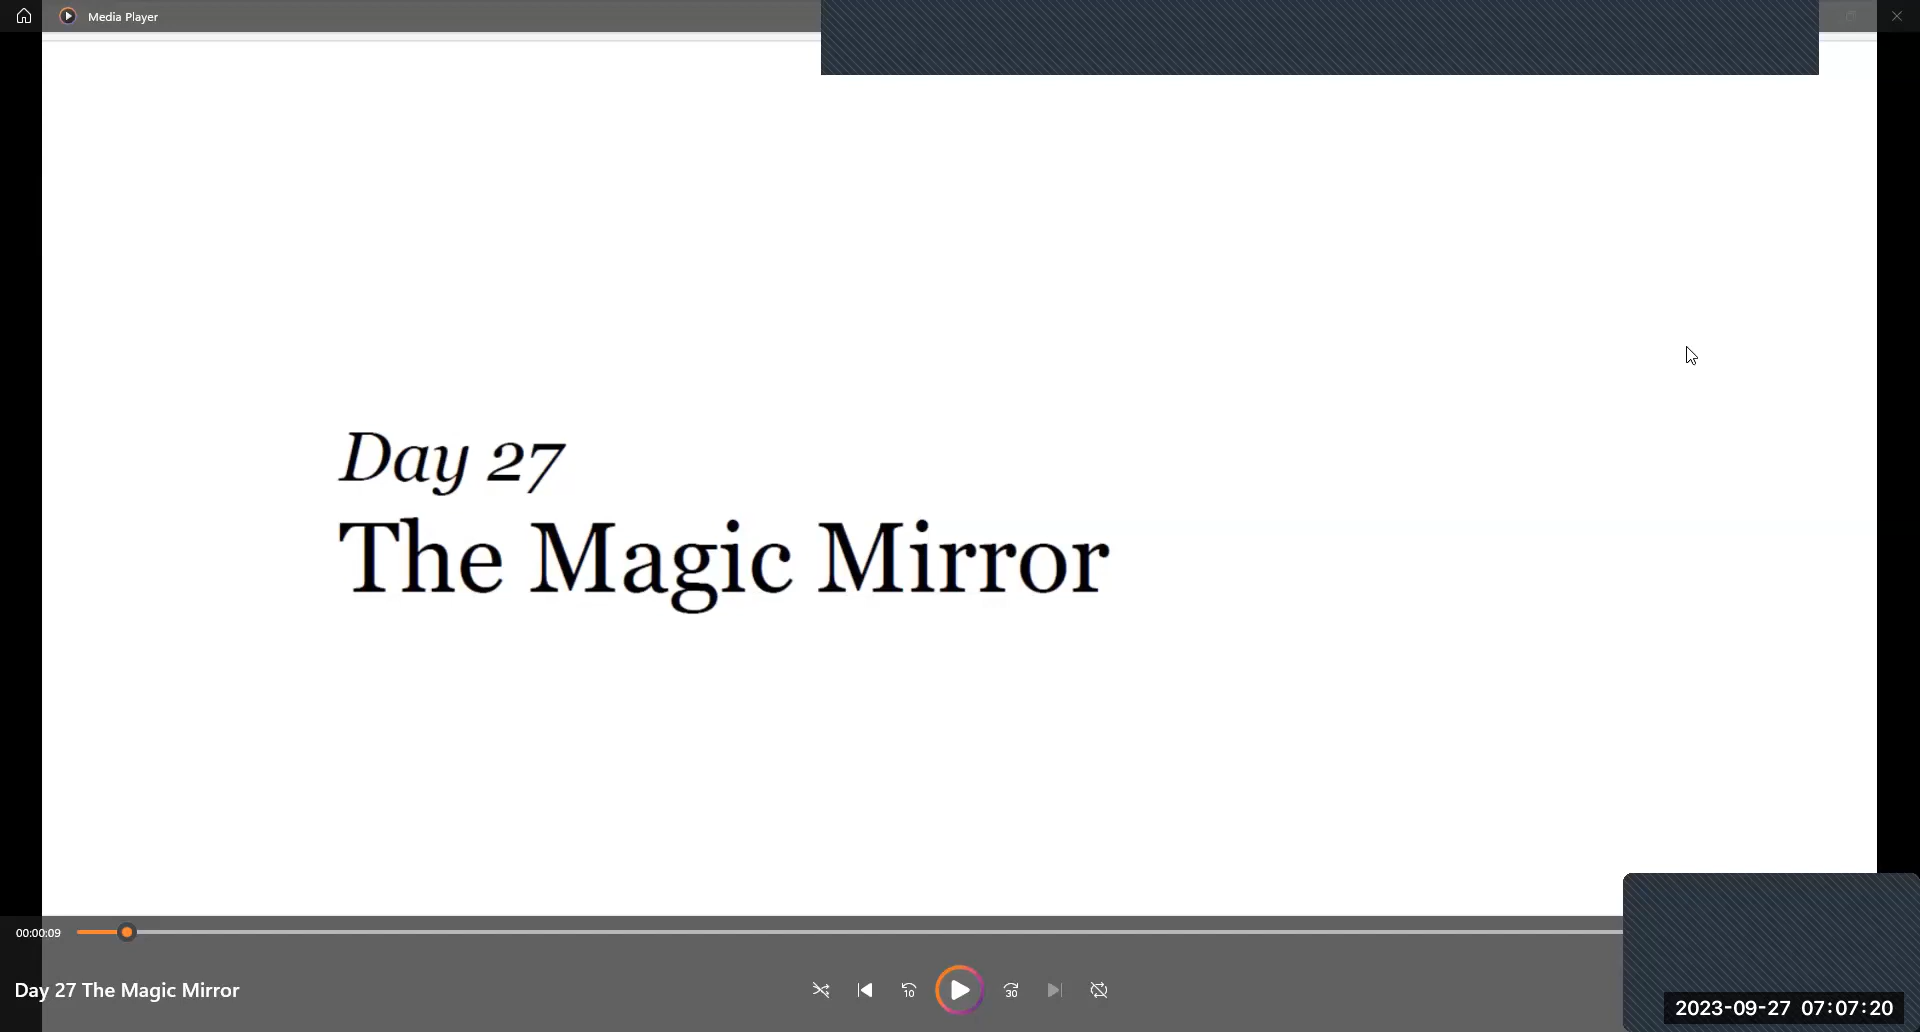 Media Player
Day 27
The Magic Mirror
00:00:09
Day 27 The Magic Mirror
10
30
2023-09-27 07:07:20